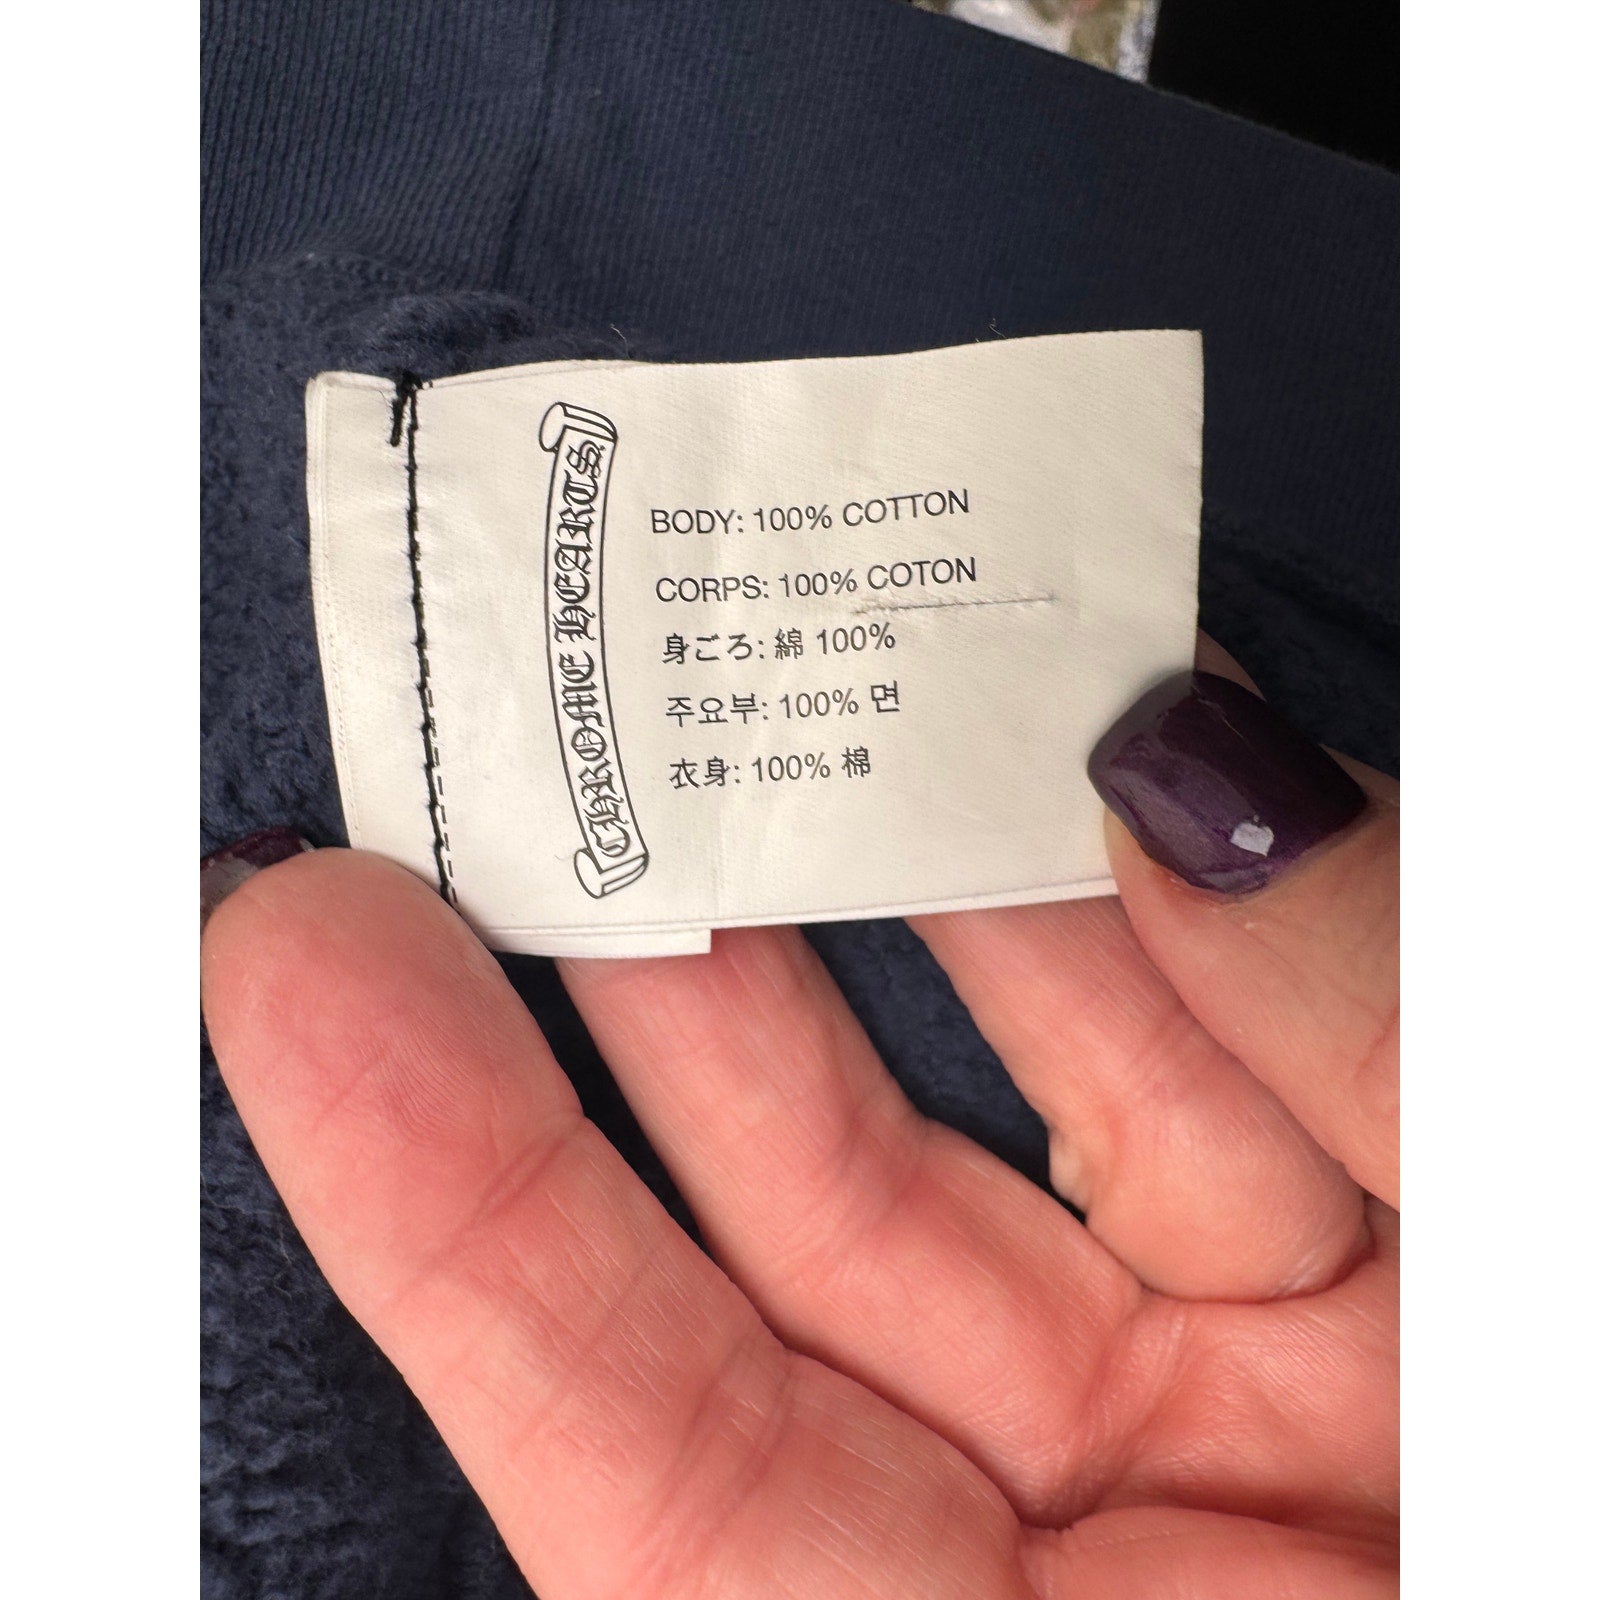 CHROME HEARTS
BODY: 100% COTTON
CORPS: 100% COTON
身ごろ: 綿 100%
주요부: 100% 면
衣身: 100% 棉